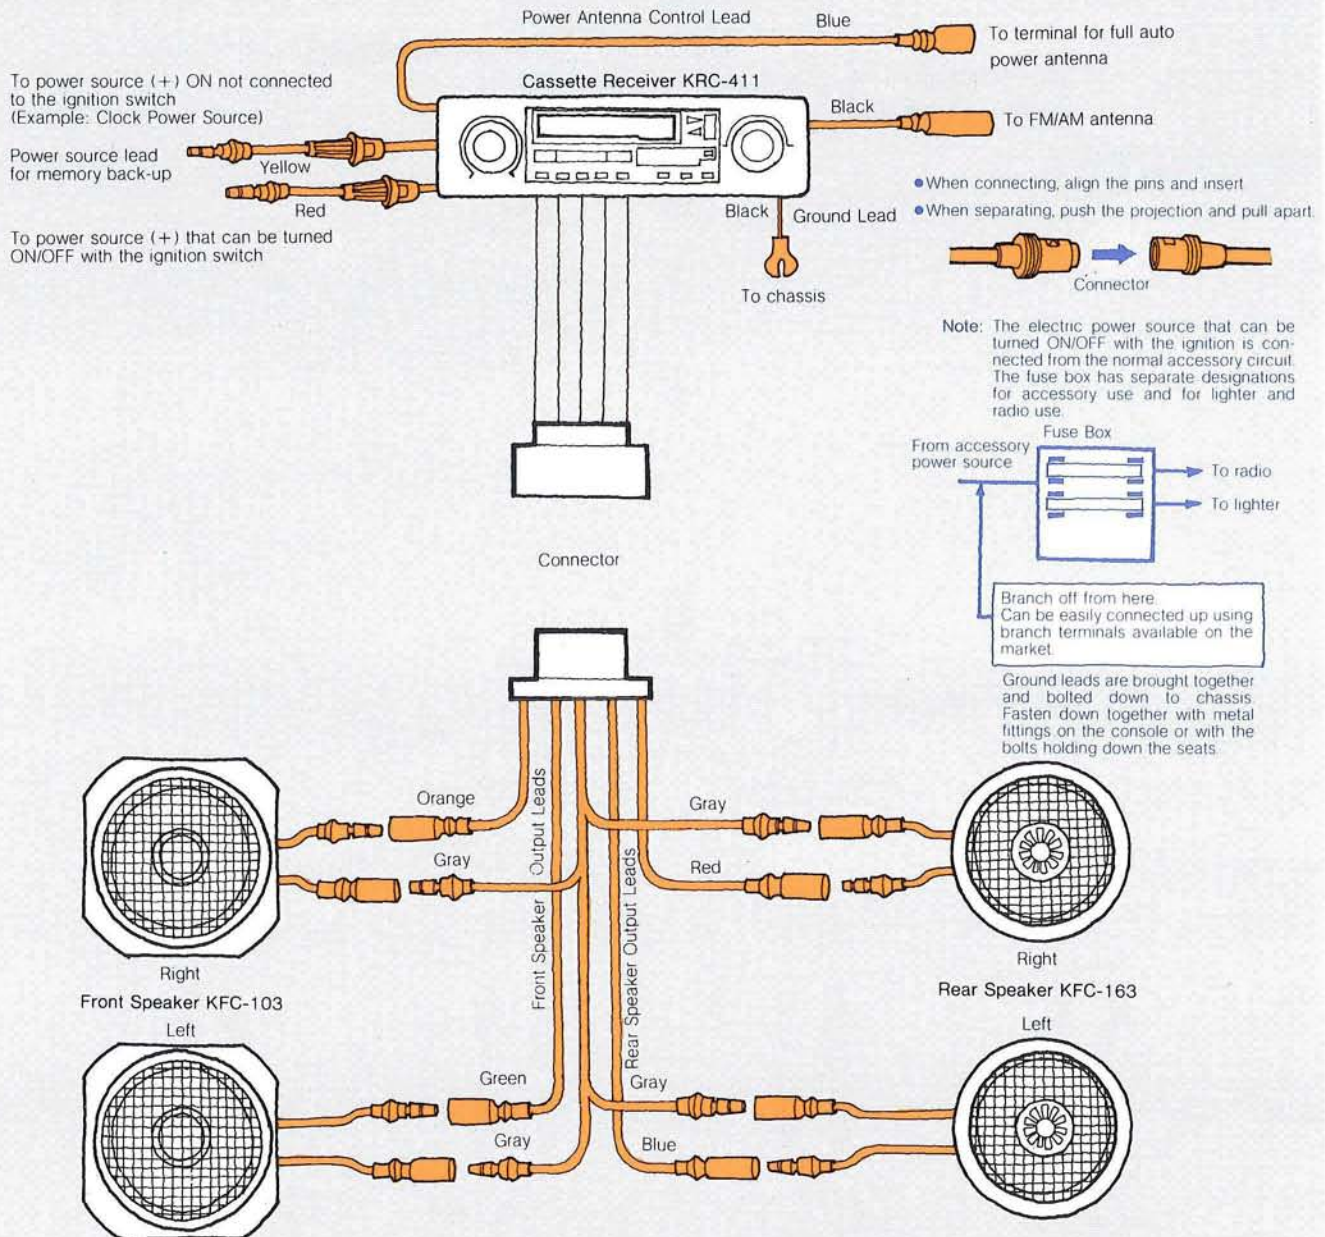 Power Antenna Control Lead
Blue
To terminal for full auto
power antenna
To power source (+) ON not connected
to the ignition switch
(Example: Clock Power Source)
Cassette Receiver KRC-411
Black
To FM/AM antenna
Power source lead
for memory back-up
Yellow
Red
To power source (+) that can be turned
ON/OFF with the ignition switch
Black
Ground Lead
To chassis
•When connecting, align the pins and insert
•When separating, push the projection and pull apart.
Connector
Note: The electric power source that can be
turned ON/OFF with the ignition is con-
nected from the normal accessory circuit.
The fuse box has separate designations
for accessory use and for lighter and
radio use.
Fuse Box
From accessory
power source
To radio
To lighter
Branch off from here.
Can be easily connected up using
branch terminals available on the
market.
Ground leads are brought together
and bolted down to chassis.
Fasten down together with metal
fittings on the console or with the
bolts holding down the seats.
Connector
Orange
Gray
Front Speaker Output Leads
Rear Speaker Output Leads
Gray
Red
Right
Front Speaker KFC-103
Left
Right
Rear Speaker KFC-163
Left
Green
Gray
Gray
Blue